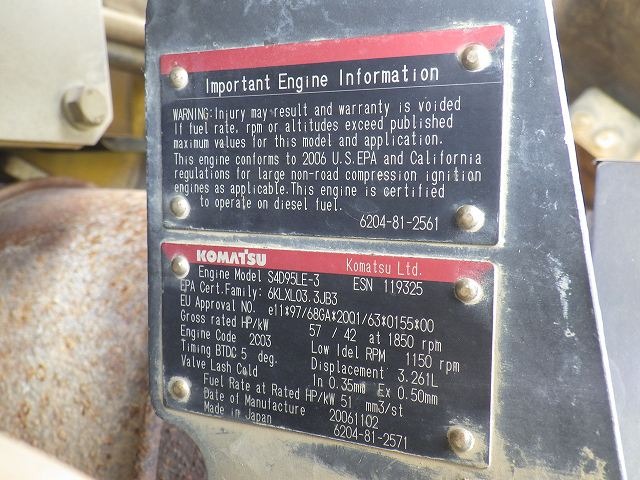 Important Engine Information
WARNING: Injury may result and warranty is voided
If fuel rate, rpm or altitudes exceed published
maximum values for this model and application.
This engine conforms to 2006 U.S.EPA and California
regulations for large non-road compression ignition
engines as applicable.This engine is certified
to operate on diesel fuel.
6204-81-2561
KOMATSU Komatsu Ltd.
Engine Model S4D95LE-3 ESN 119325
EPA Cert.Family: 6KLXL03.3JB3
EU Approval NO. e11*97/68GA*2001/63*0155*00
Gross rated HP/kW 57 / 42 at 1850 rpm
Engine Code 2003 Low Idel RPM 1150 rpm
Timing BTDC 5 deg. Displacement 3.261L
Valve Lash Cold In 0.35mm Ex 0.50mm
Fuel Rate at Rated HP/kW 51 mm3/st
Date of Manufacture 20061102
Made in Japan 6204-81-2571